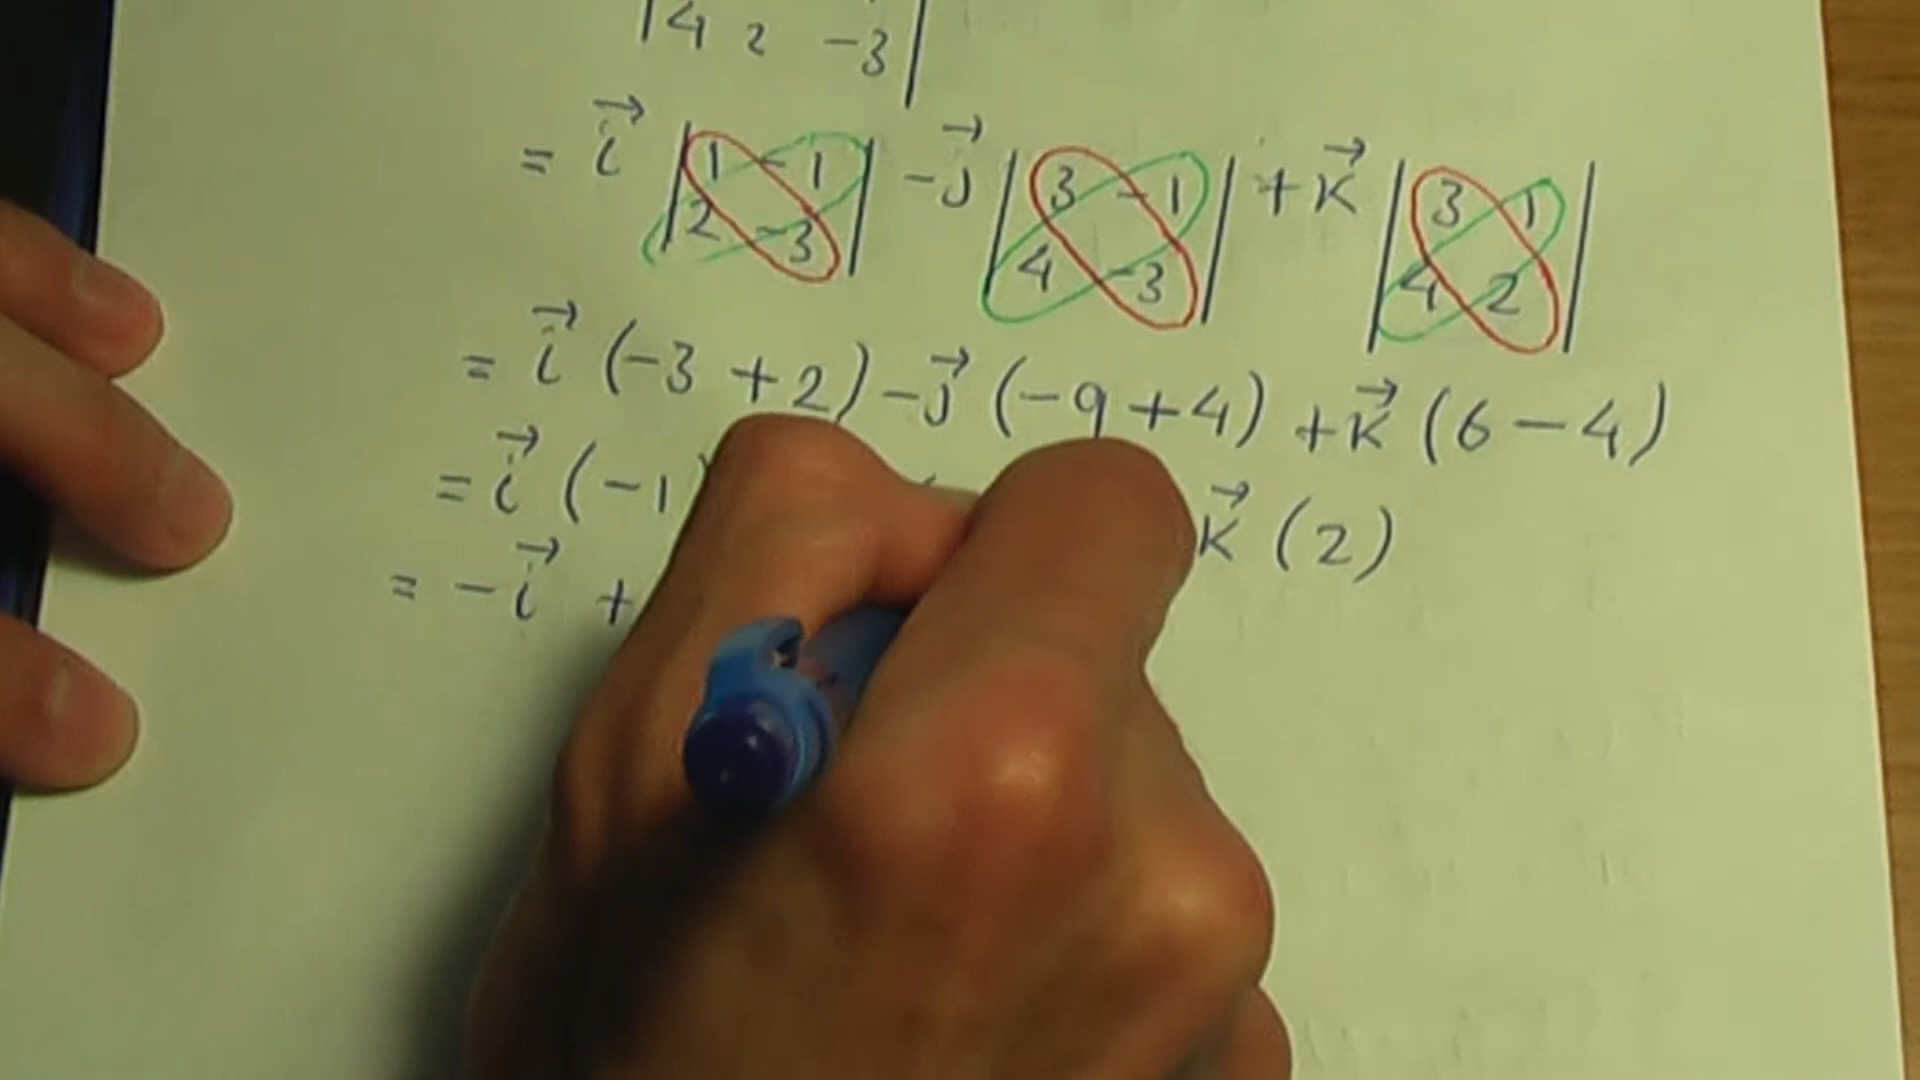 |4 2 -3|
= i⃗ |1 -1| -j⃗ |3 -1| + k⃗ |3 1|
2 -3 4 -3 4 2
= i⃗ (-3 + 2) - j⃗ (-9 + 4) + k⃗ (6 - 4)
= i⃗ (-1) ( k⃗ (2)
= -i⃗ +